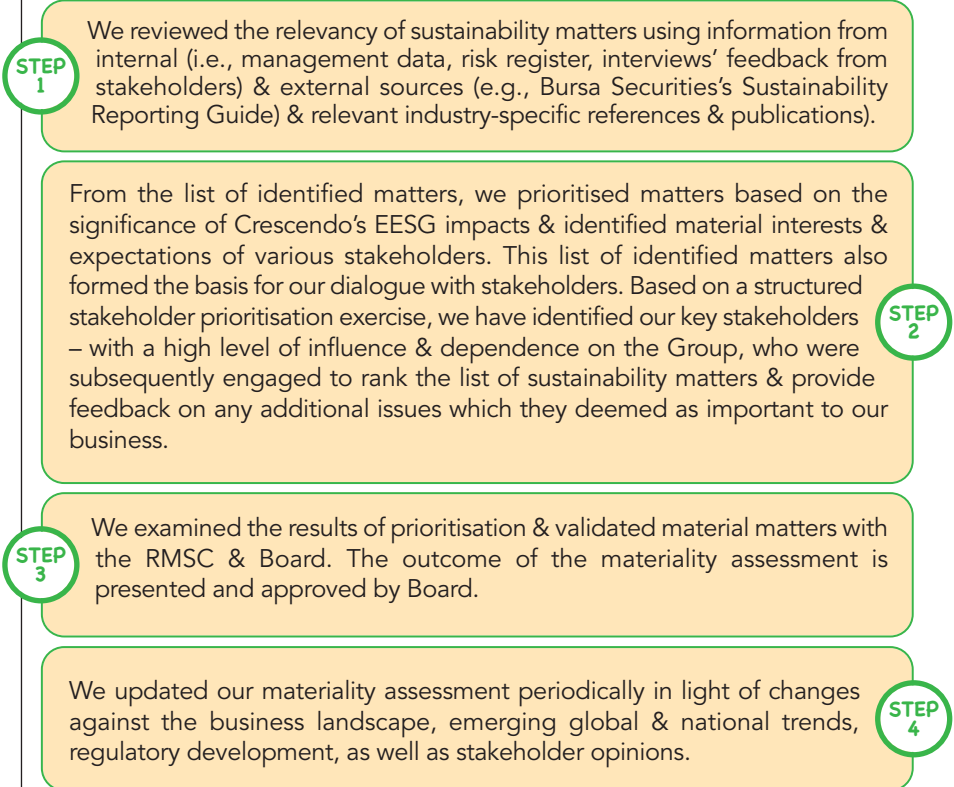 STEP
1
We reviewed the relevancy of sustainability matters using information from
internal (i.e., management data, risk register, interviews’ feedback from
stakeholders) & external sources (e.g., Bursa Securities’s Sustainability
Reporting Guide) & relevant industry-specific references & publications).
From the list of identified matters, we prioritised matters based on the
significance of Crescendo’s EESG impacts & identified material interests &
expectations of various stakeholders. This list of identified matters also
formed the basis for our dialogue with stakeholders. Based on a structured
stakeholder prioritisation exercise, we have identified our key stakeholders
– with a high level of influence & dependence on the Group, who were
subsequently engaged to rank the list of sustainability matters & provide
feedback on any additional issues which they deemed as important to our
business.
STEP
2
STEP
3
We examined the results of prioritisation & validated material matters with
the RMSC & Board. The outcome of the materiality assessment is
presented and approved by Board.
We updated our materiality assessment periodically in light of changes
against the business landscape, emerging global & national trends,
regulatory development, as well as stakeholder opinions.
STEP
4